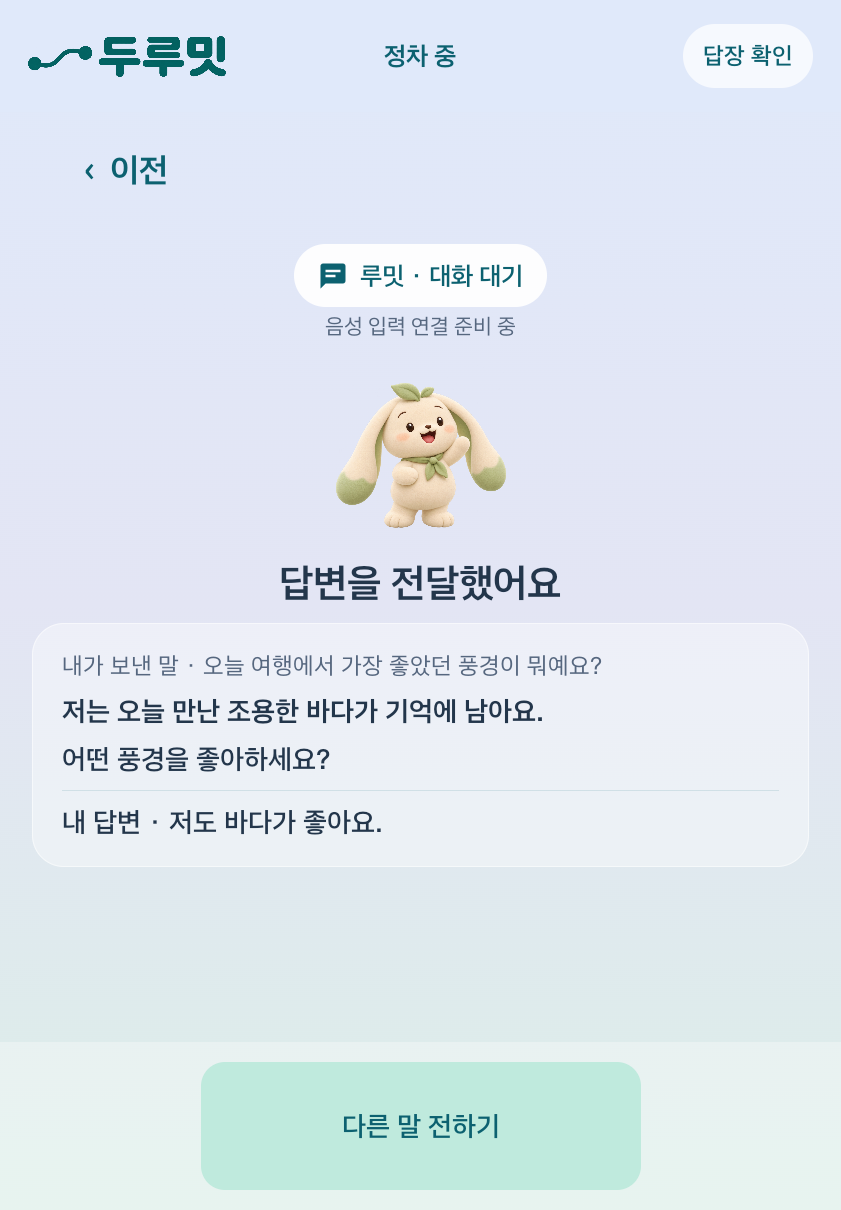 두루밋
정차 중
답장 확인
‹ 이전
루밋 · 대화 대기
음성 입력 연결 준비 중
답변을 전달했어요
내가 보낸 말 · 오늘 여행에서 가장 좋았던 풍경이 뭐예요?
저는 오늘 만난 조용한 바다가 기억에 남아요.
어떤 풍경을 좋아하세요?
내 답변 · 저도 바다가 좋아요.
다른 말 전하기